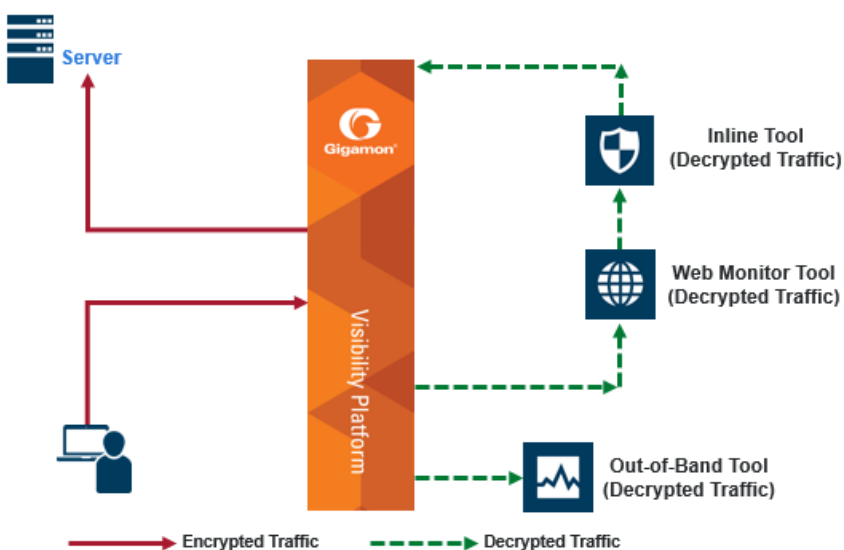 Server
Gigamon®
Inline Tool
(Decrypted Traffic)
Web Monitor Tool
(Decrypted Traffic)
Visibility Platform
Out-of-Band Tool
(Decrypted Traffic)
Encrypted Traffic
Decrypted Traffic